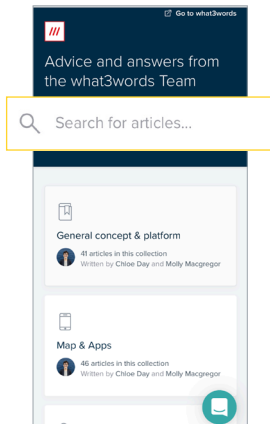 Go to what3words
Advice and answers from
the what3words Team
Search for articles...
General concept & platform
41 articles in this collection
Written by Chloe Day and Molly Macgregor
Map & Apps
46 articles in this collection
Written by Chloe Day and Molly Macgregor